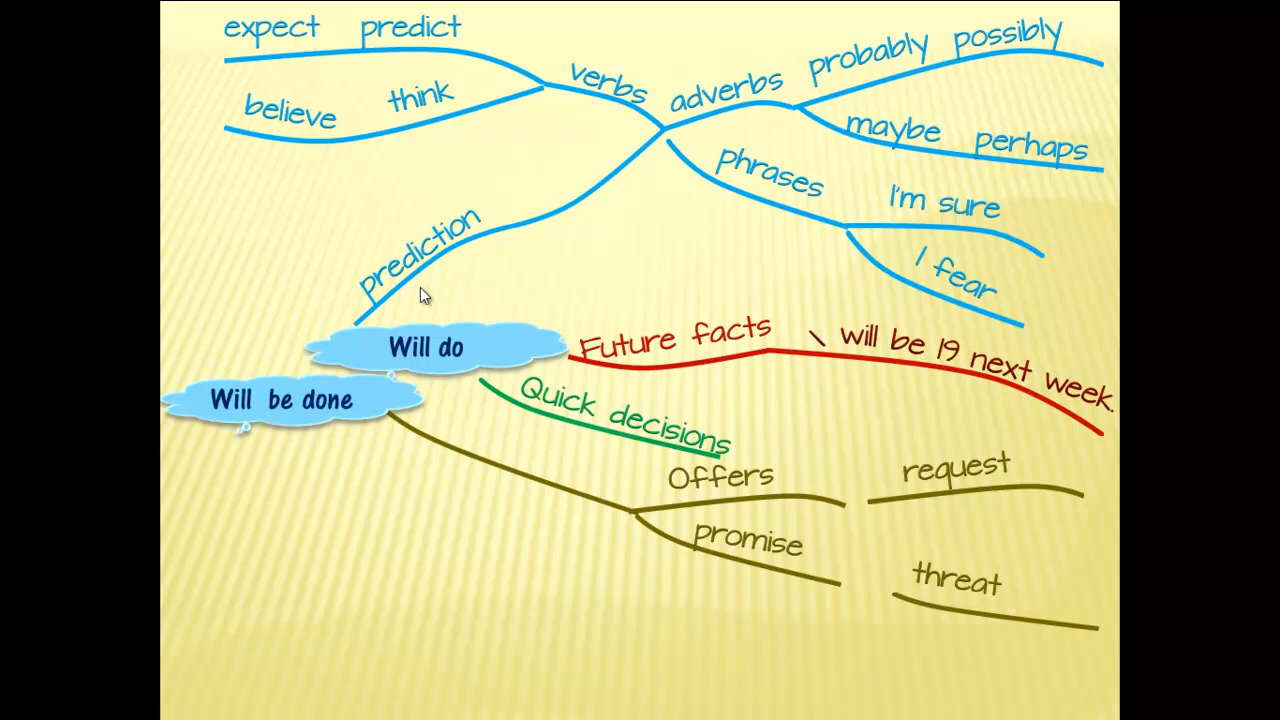 expect predict
believe think
verbs
adverbs
probably possibly
maybe perhaps
phrases
I'm sure
I fear
prediction
Will do
Will be done
Future facts
\ will be 19 next week.
Quick decisions
Offers
request
promise
threat